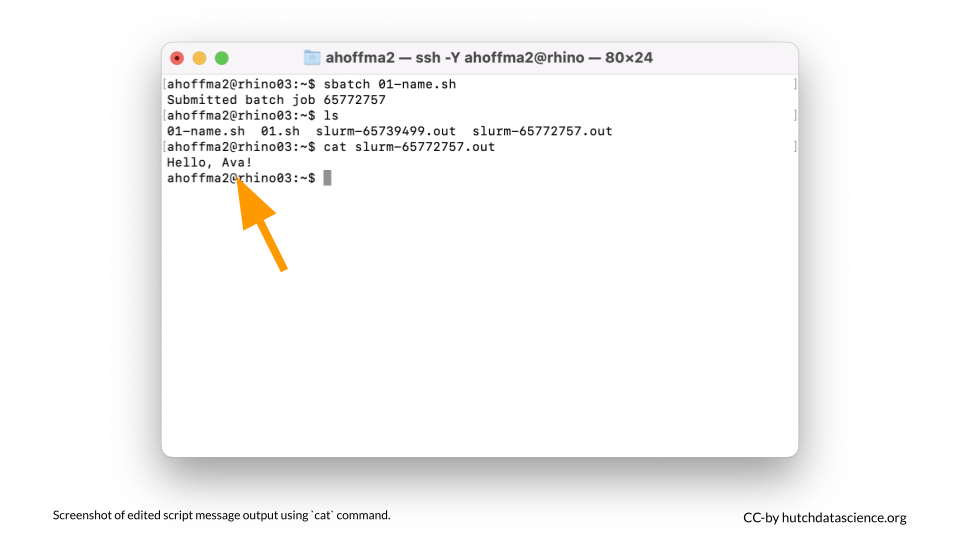 ahoffma2 — ssh -Y ahoffma2@rhino — 80×24
[ahoffma2@rhino03:~$ sbatch 01-name.sh ]
Submitted batch job 65772757
[ahoffma2@rhino03:~$ ls ]
01-name.sh  01.sh  slurm-65739499.out  slurm-65772757.out
[ahoffma2@rhino03:~$ cat slurm-65772757.out ]
Hello, Ava!
ahoffma2@rhino03:~$
Screenshot of edited script message output using `cat` command.
CC-by hutchdatascience.org